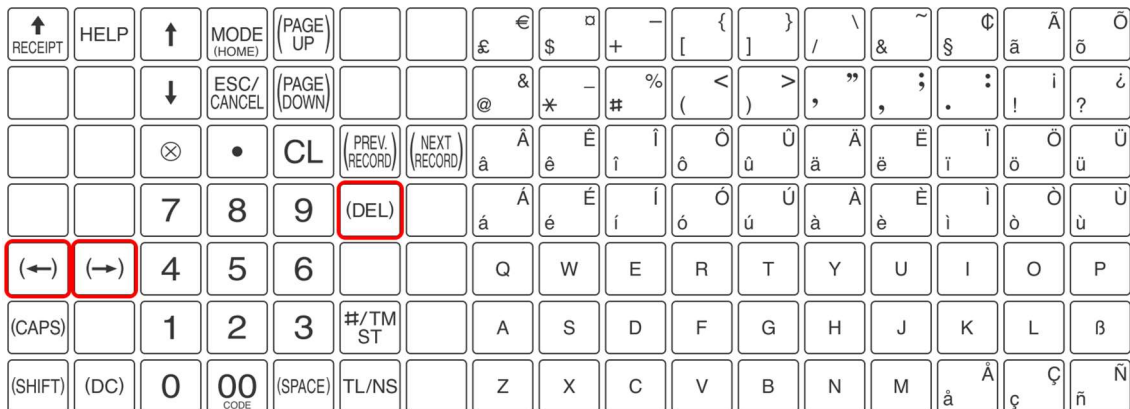 ↑ RECEIPT HELP ↑ MODE (HOME) (PAGE UP) € £ ¤ $ – + { [ } ] \ / ~ & ₵ § Ã ã Õ õ
↓ ESC/CANCEL (PAGE DOWN) & @ _ * % # < ( > ) ” ’ ; , : . ¡ ! ¿ ?
⊗ • CL (PREV. RECORD) (NEXT RECORD) Â â Ê ê Î î Ô ô Û û Ä ä Ë ë Ï ï Ö ö Ü ü
7 8 9 (DEL) Á á É é Í í Ó ó Ú ú À à È è Ì ì Ò ò Ù ù
(←) (→) 4 5 6 Q W E R T Y U I O P
(CAPS) 1 2 3 #/TM ST A S D F G H J K L ß
(SHIFT) (DC) 0 00 CODE (SPACE) TL/NS Z X C V B N M Å å Ç ç Ñ ñ